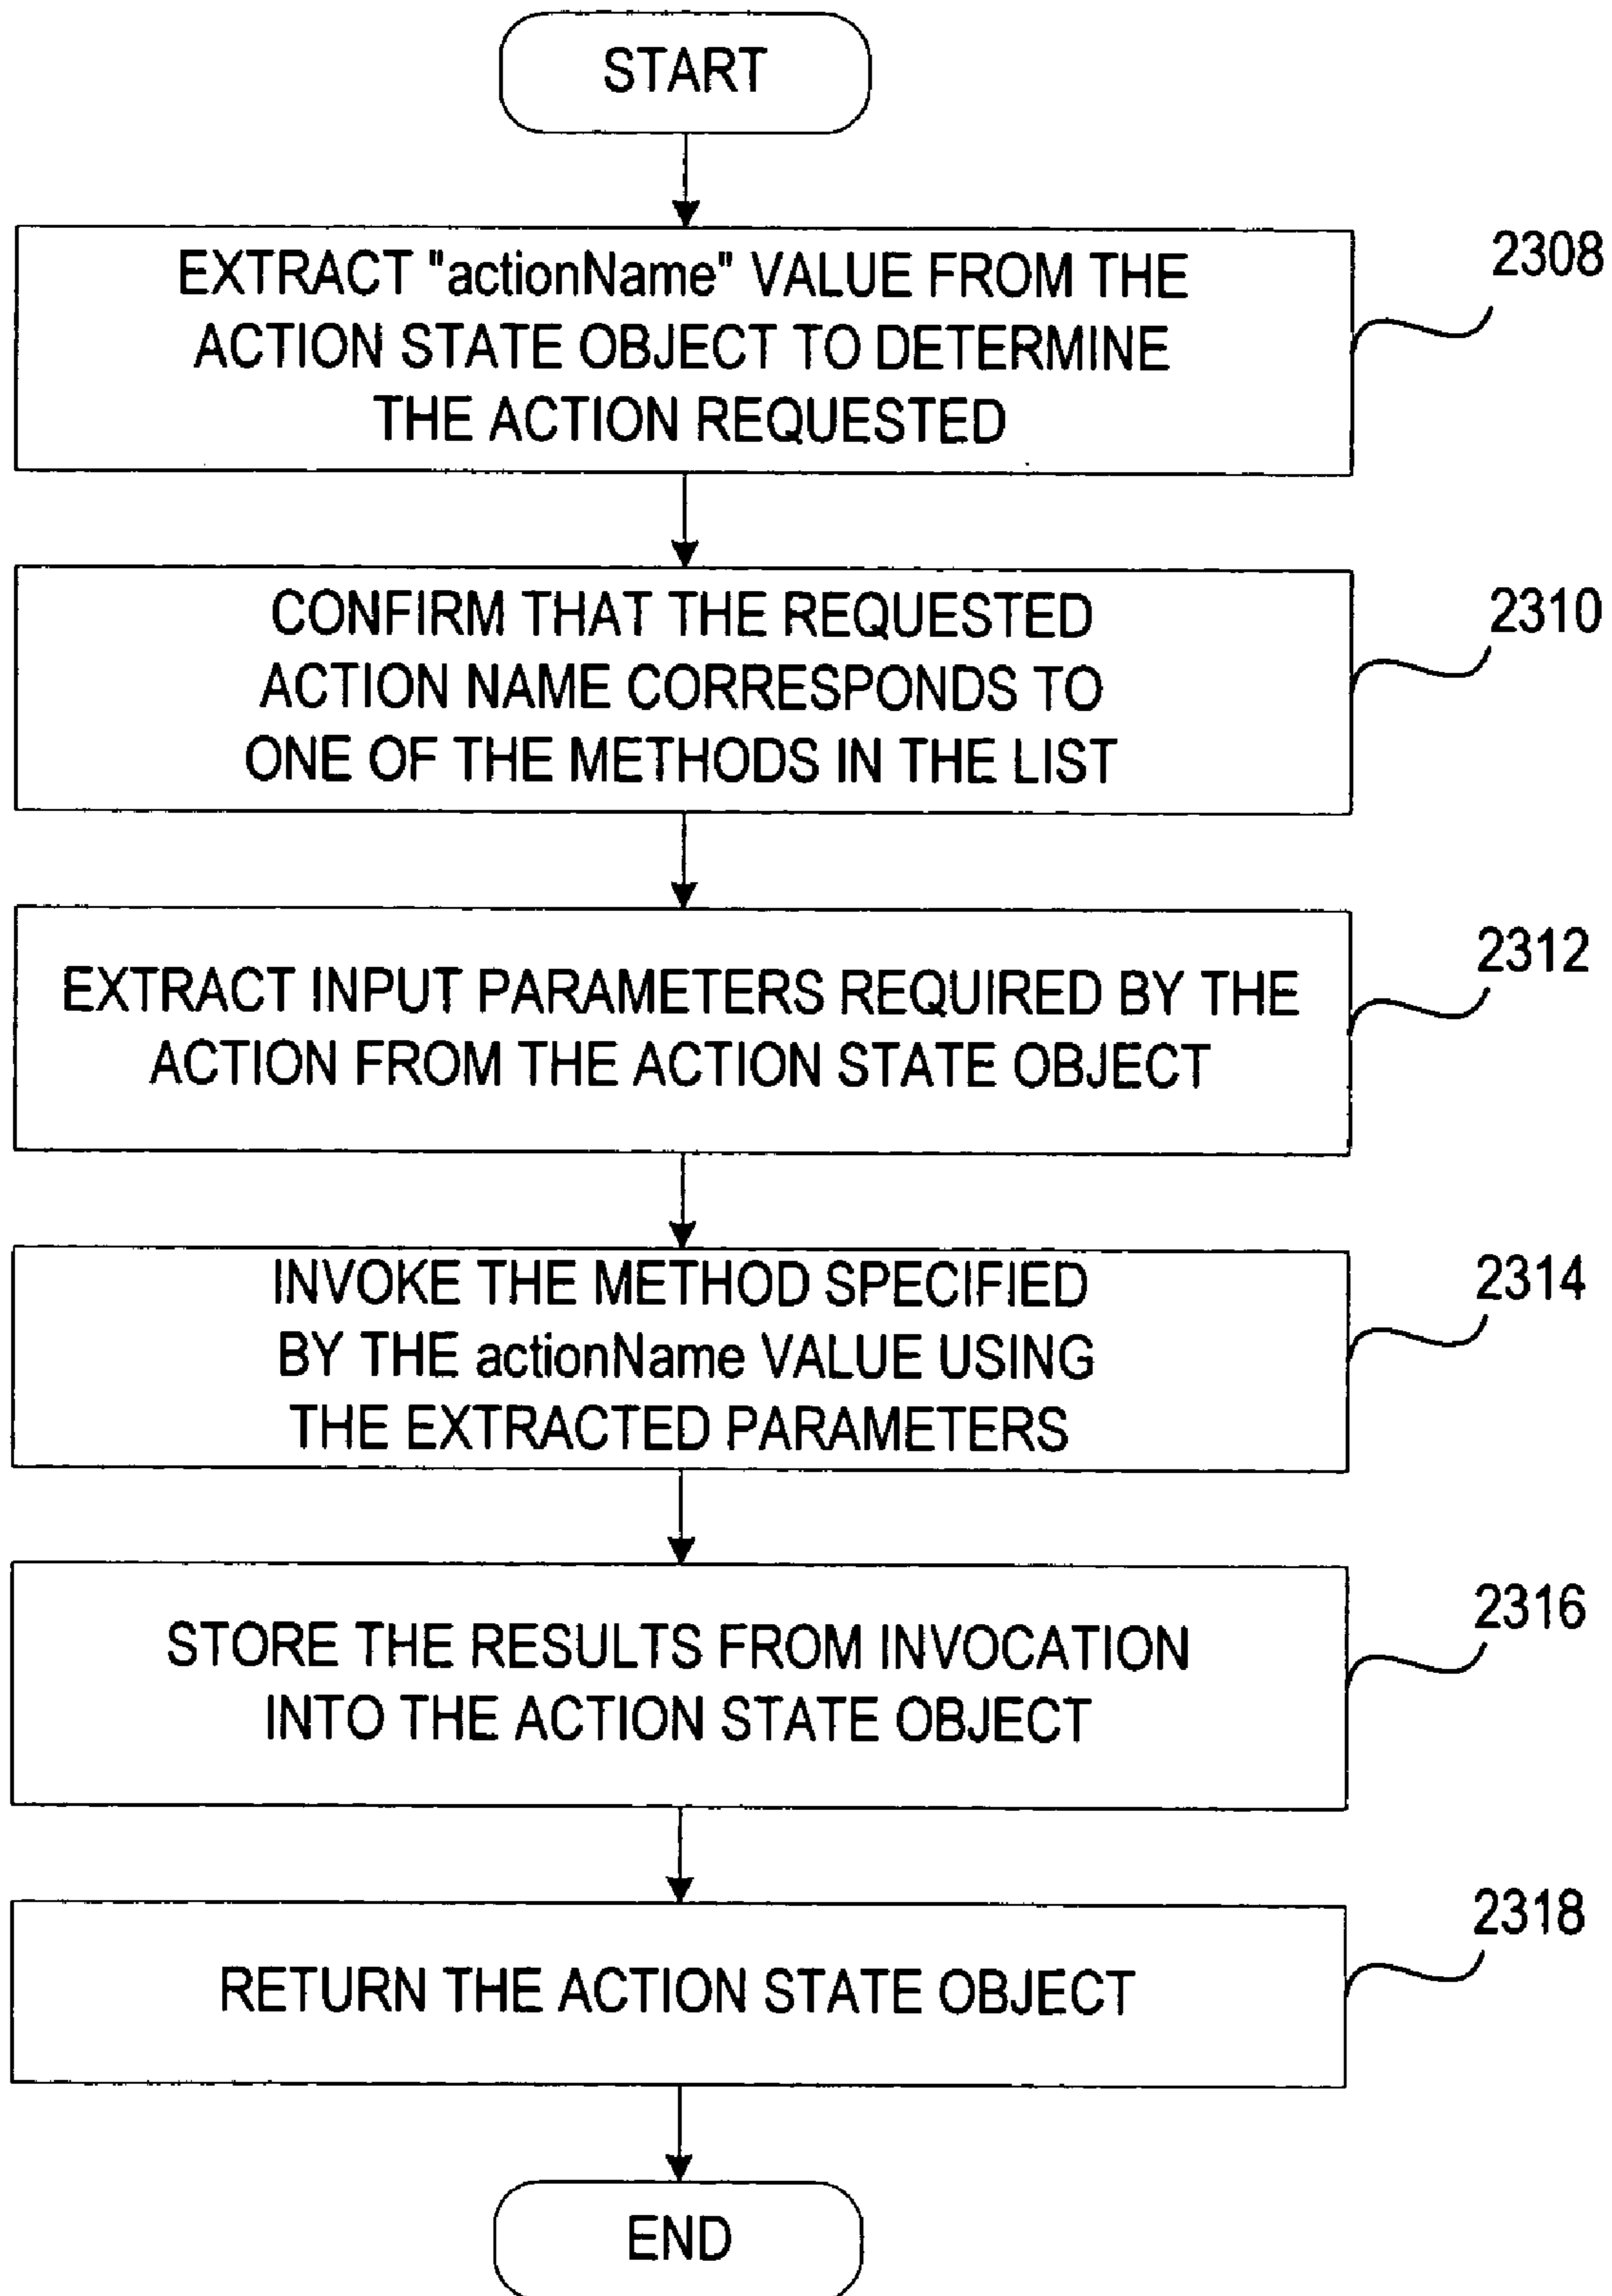 START
EXTRACT "actionName" VALUE FROM THE
ACTION STATE OBJECT TO DETERMINE
THE ACTION REQUESTED
2308
CONFIRM THAT THE REQUESTED
ACTION NAME CORRESPONDS TO
ONE OF THE METHODS IN THE LIST
2310
EXTRACT INPUT PARAMETERS REQUIRED BY THE
ACTION FROM THE ACTION STATE OBJECT
2312
INVOKE THE METHOD SPECIFIED
BY THE actionName VALUE USING
THE EXTRACTED PARAMETERS
2314
STORE THE RESULTS FROM INVOCATION
INTO THE ACTION STATE OBJECT
2316
RETURN THE ACTION STATE OBJECT
2318
END